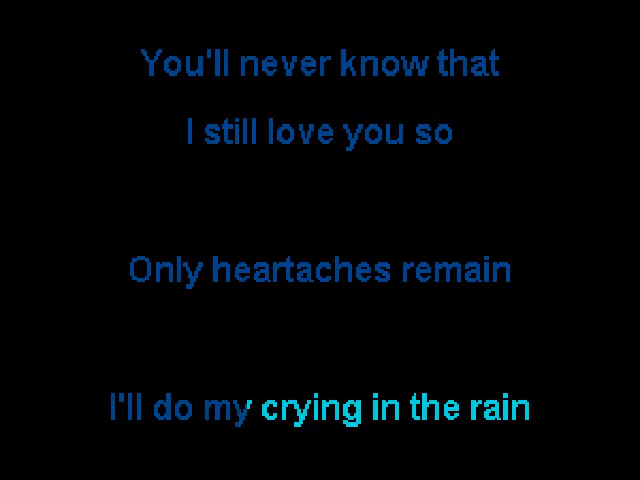 You'll never know that
I still love you so
Only heartaches remain
I'll do my crying in the rain